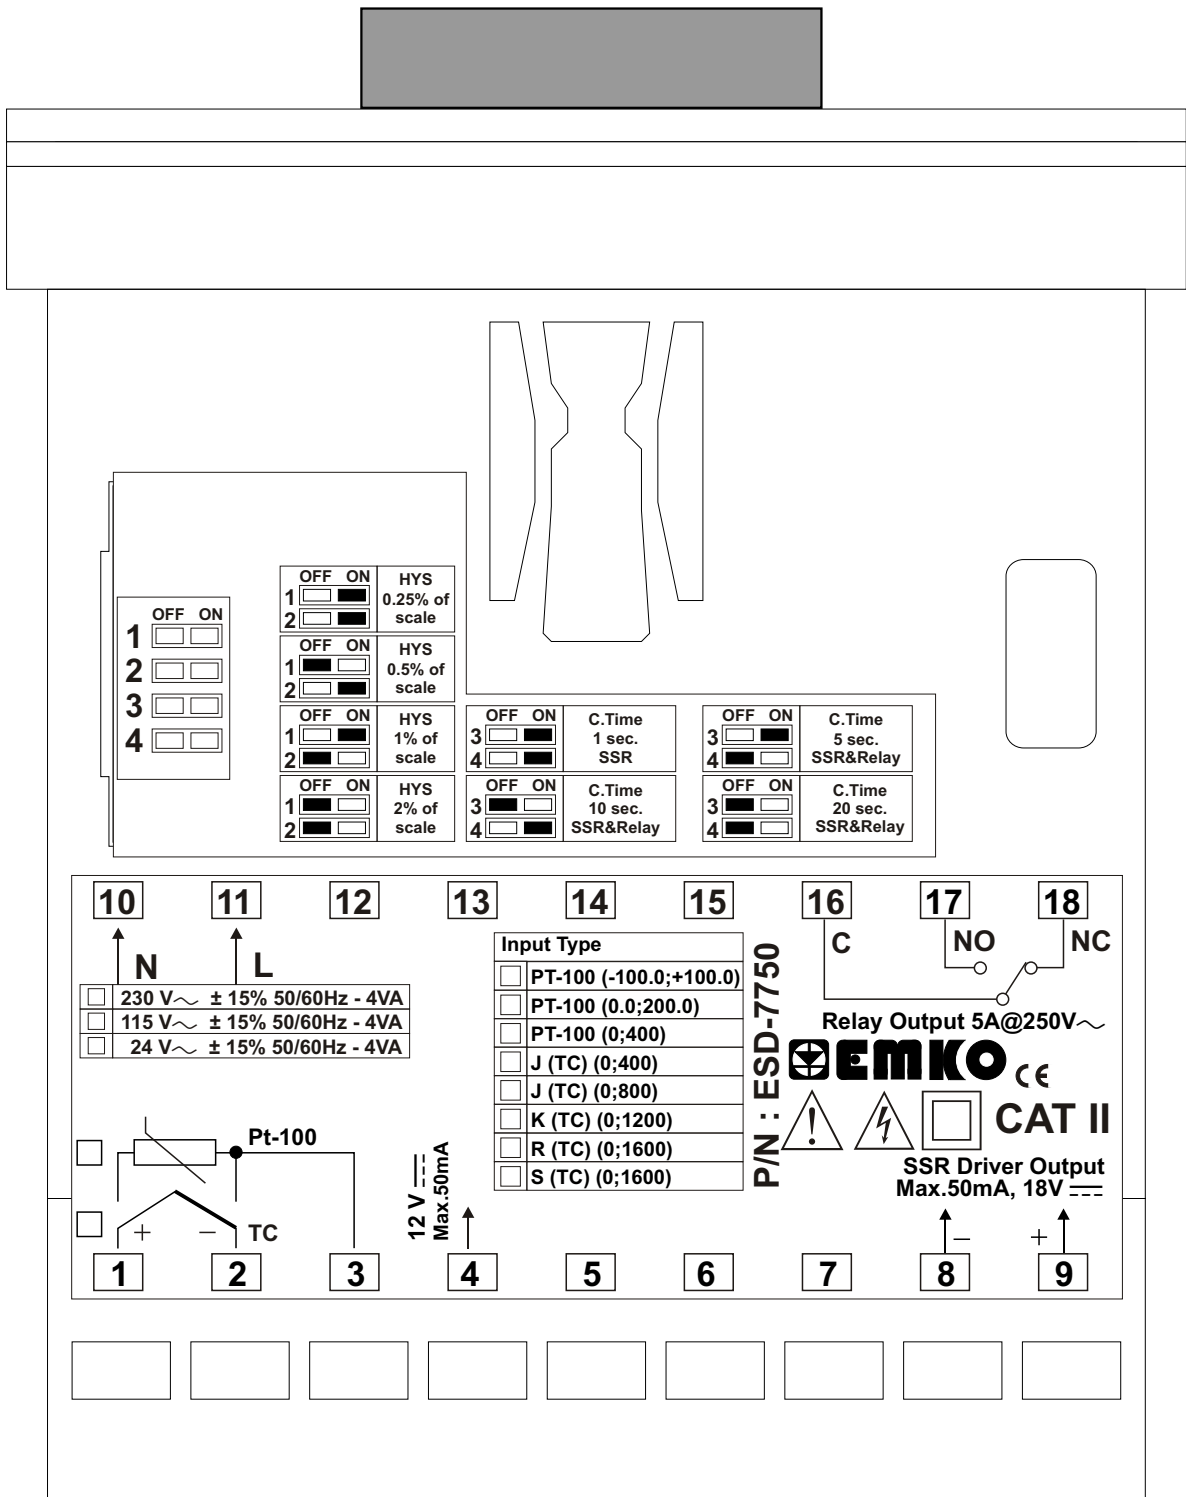 OFF ON
1
2
3
4
OFF ON
1
2
HYS
0.25% of
scale
OFF ON
1
2
HYS
0.5% of
scale
OFF ON
1
2
HYS
1% of
scale
OFF ON
3
4
C.Time
1 sec.
SSR
OFF ON
3
4
C.Time
5 sec.
SSR&Relay
OFF ON
1
2
HYS
2% of
scale
OFF ON
3
4
C.Time
10 sec.
SSR&Relay
OFF ON
3
4
C.Time
20 sec.
SSR&Relay
10 11 12 13 14 15 16 17 18
N L
230 V~ ± 15% 50/60Hz - 4VA
115 V~ ± 15% 50/60Hz - 4VA
24 V~ ± 15% 50/60Hz - 4VA
Input Type
PT-100 (-100.0;+100.0)
PT-100 (0.0;200.0)
PT-100 (0;400)
J (TC) (0;400)
J (TC) (0;800)
K (TC) (0;1200)
R (TC) (0;1600)
S (TC) (0;1600)
P/N : ESD-7750
C NO NC
Relay Output 5A@250V~
EMKO CE
CAT II
SSR Driver Output
Max.50mA, 18V ⎓
Pt-100
+ − TC
12 V ⎓
Max.50mA
− +
1 2 3 4 5 6 7 8 9